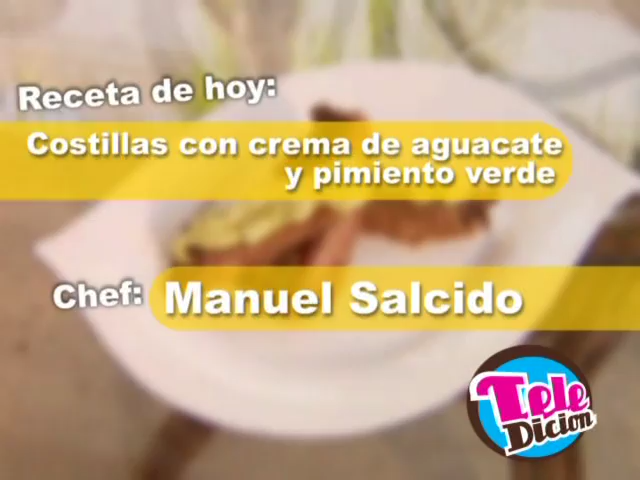 Receta de hoy:
Costillas con crema de aguacate
y pimiento verde
Chef: Manuel Salcido
Tele
Dicion